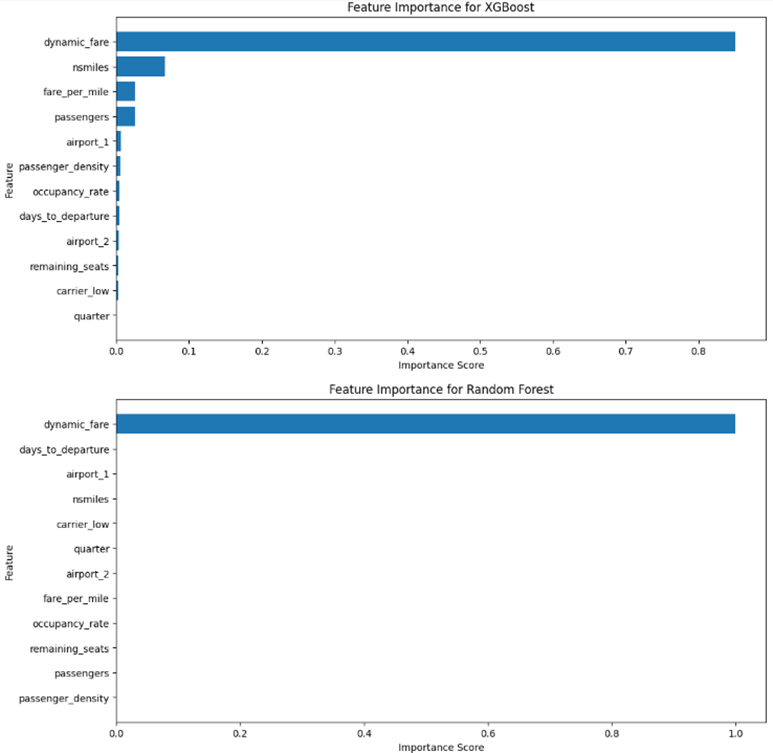 Feature Importance for XGBoost
Feature
dynamic_fare
nsmiles
fare_per_mile
passengers
airport_1
passenger_density
occupancy_rate
days_to_departure
airport_2
remaining_seats
carrier_low
quarter
0.0 0.1 0.2 0.3 0.4 0.5 0.6 0.7 0.8
Importance Score
Feature Importance for Random Forest
Feature
dynamic_fare
days_to_departure
airport_1
nsmiles
carrier_low
quarter
airport_2
fare_per_mile
occupancy_rate
remaining_seats
passengers
passenger_density
0.0 0.2 0.4 0.6 0.8 1.0
Importance Score